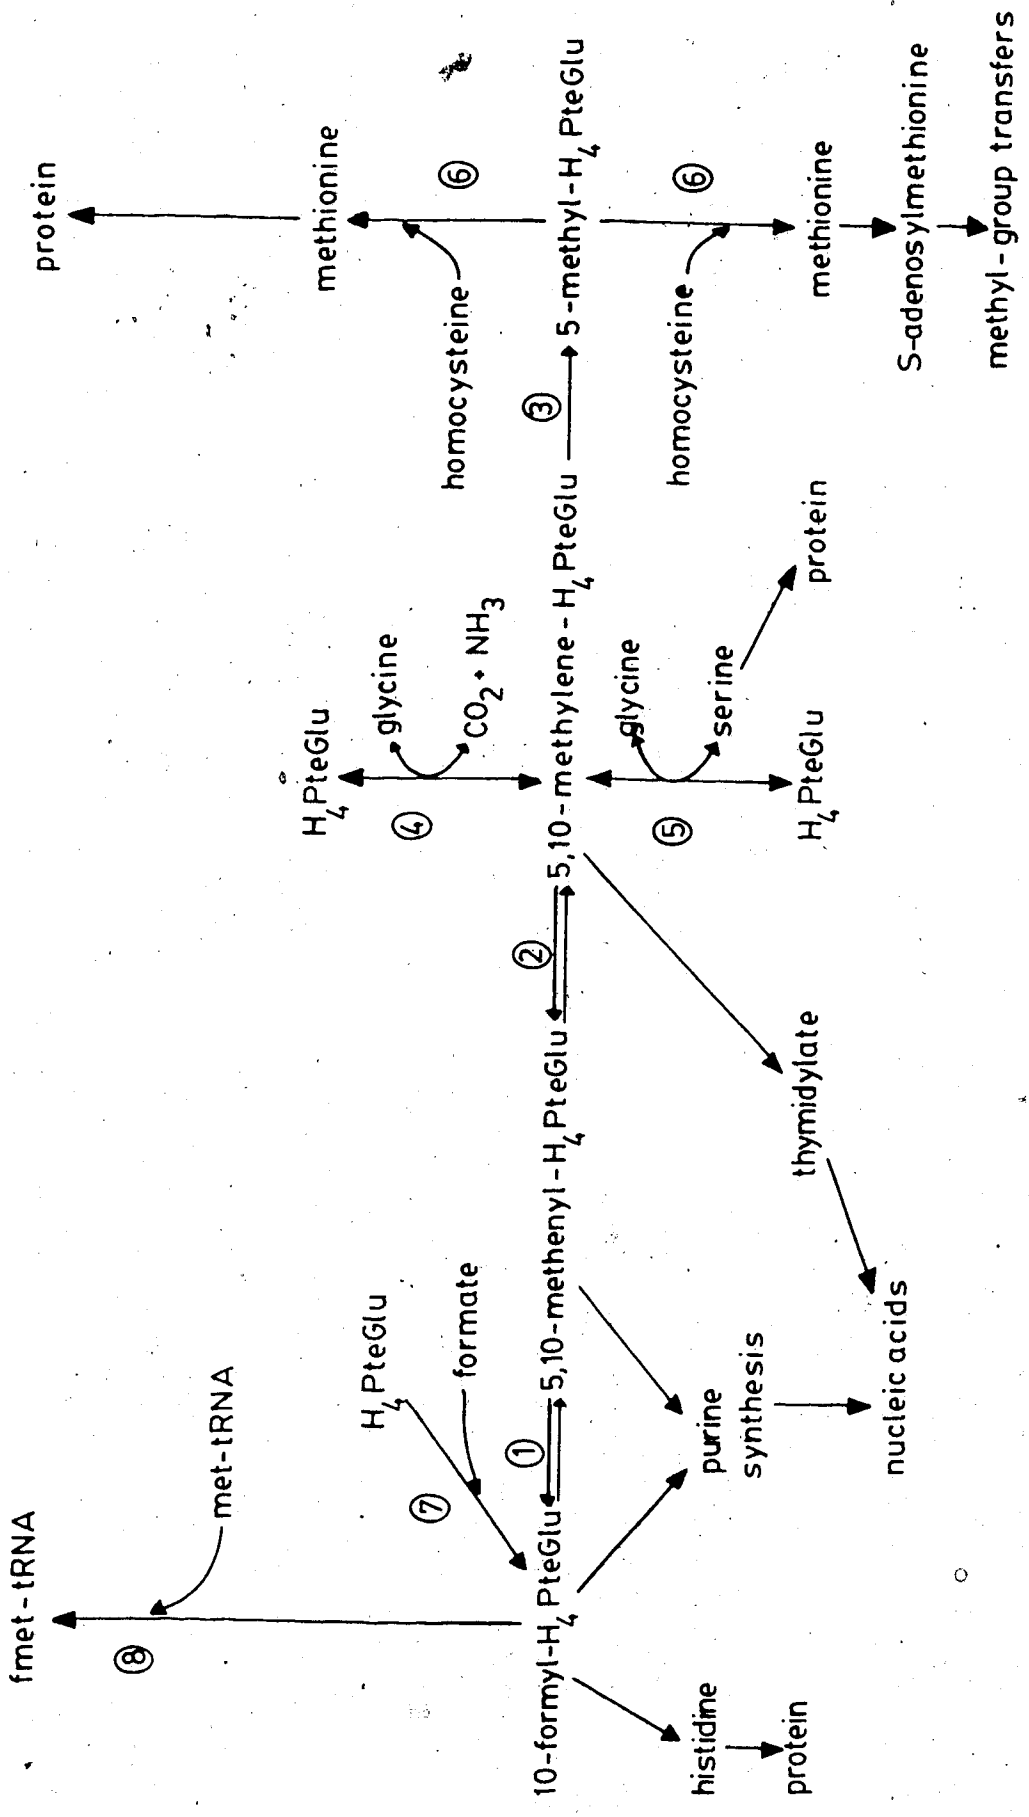 fmet-tRNA
⑧
met-tRNA
protein
methionine
⑥
homocysteine
H4PteGlu
⑦
formate
H4PteGlu
④
glycine
CO2 + NH3
10-formyl-H4PteGlu
①
5,10-methenyl-H4PteGlu
②
5,10-methylene-H4PteGlu
③
5-methyl-H4PteGlu
histidine
protein
purine
synthesis
nucleic acids
thymidylate
⑤
glycine
serine
H4PteGlu
protein
homocysteine
⑥
methionine
S-adenosylmethionine
methyl-group transfers